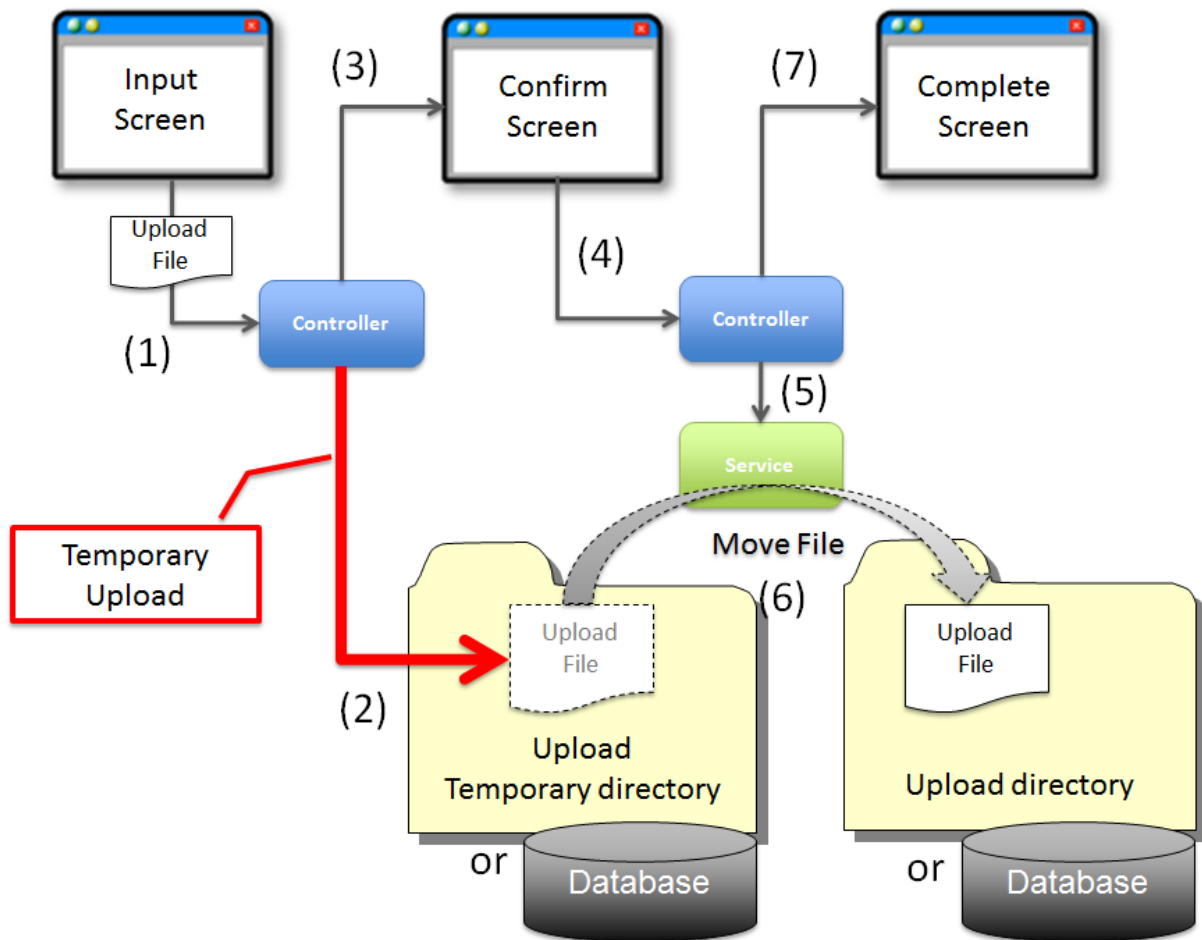 Input
Screen
(3)
Confirm
Screen
(7)
Complete
Screen
Upload
File
(1)
Controller
(4)
Controller
(5)
Service
Temporary
Upload
Move File
(6)
Upload
File
Upload
File
(2)
Upload
Temporary directory
Upload directory
or
Database
or
Database